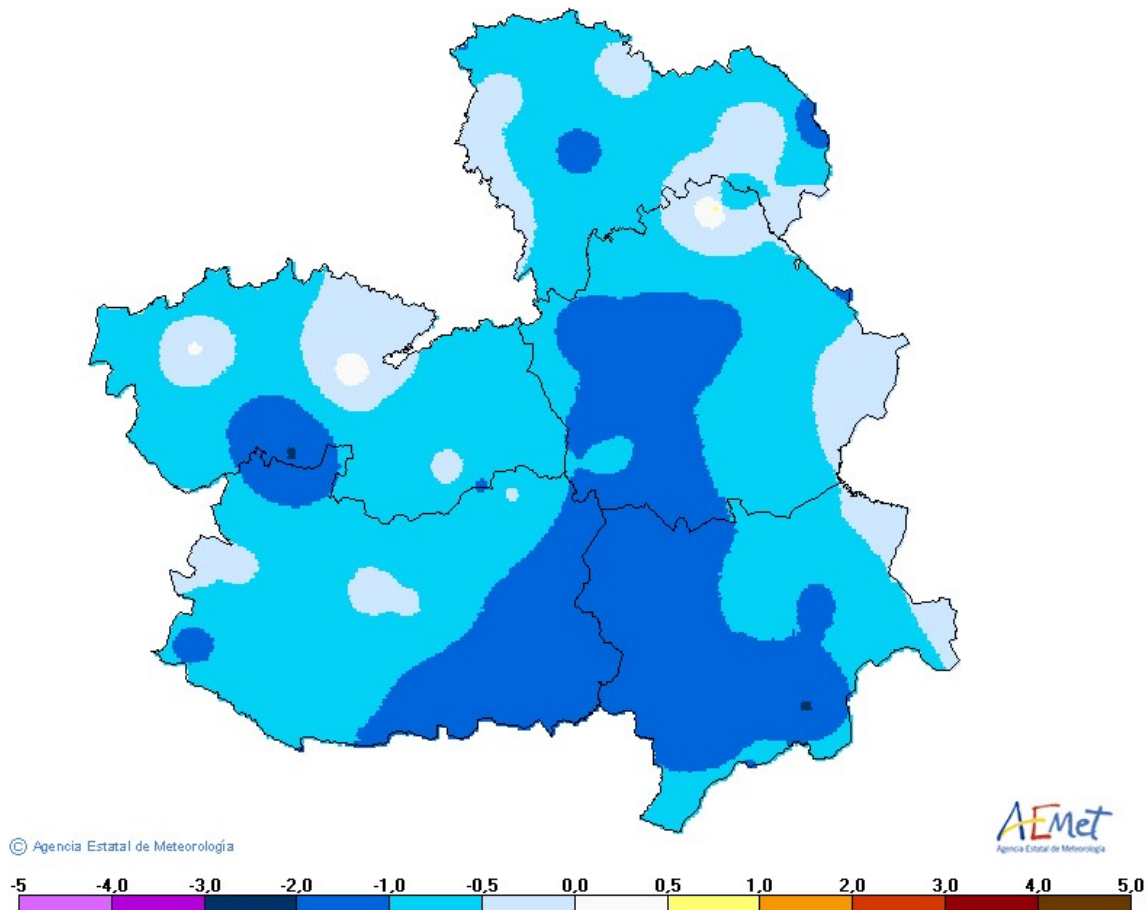 © Agencia Estatal de Meteorología
AEMet
Agencia Estatal de Meteorología
-5 -4,0 -3,0 -2,0 -1,0 -0,5 0,0 0,5 1,0 2,0 3,0 4,0 5,0